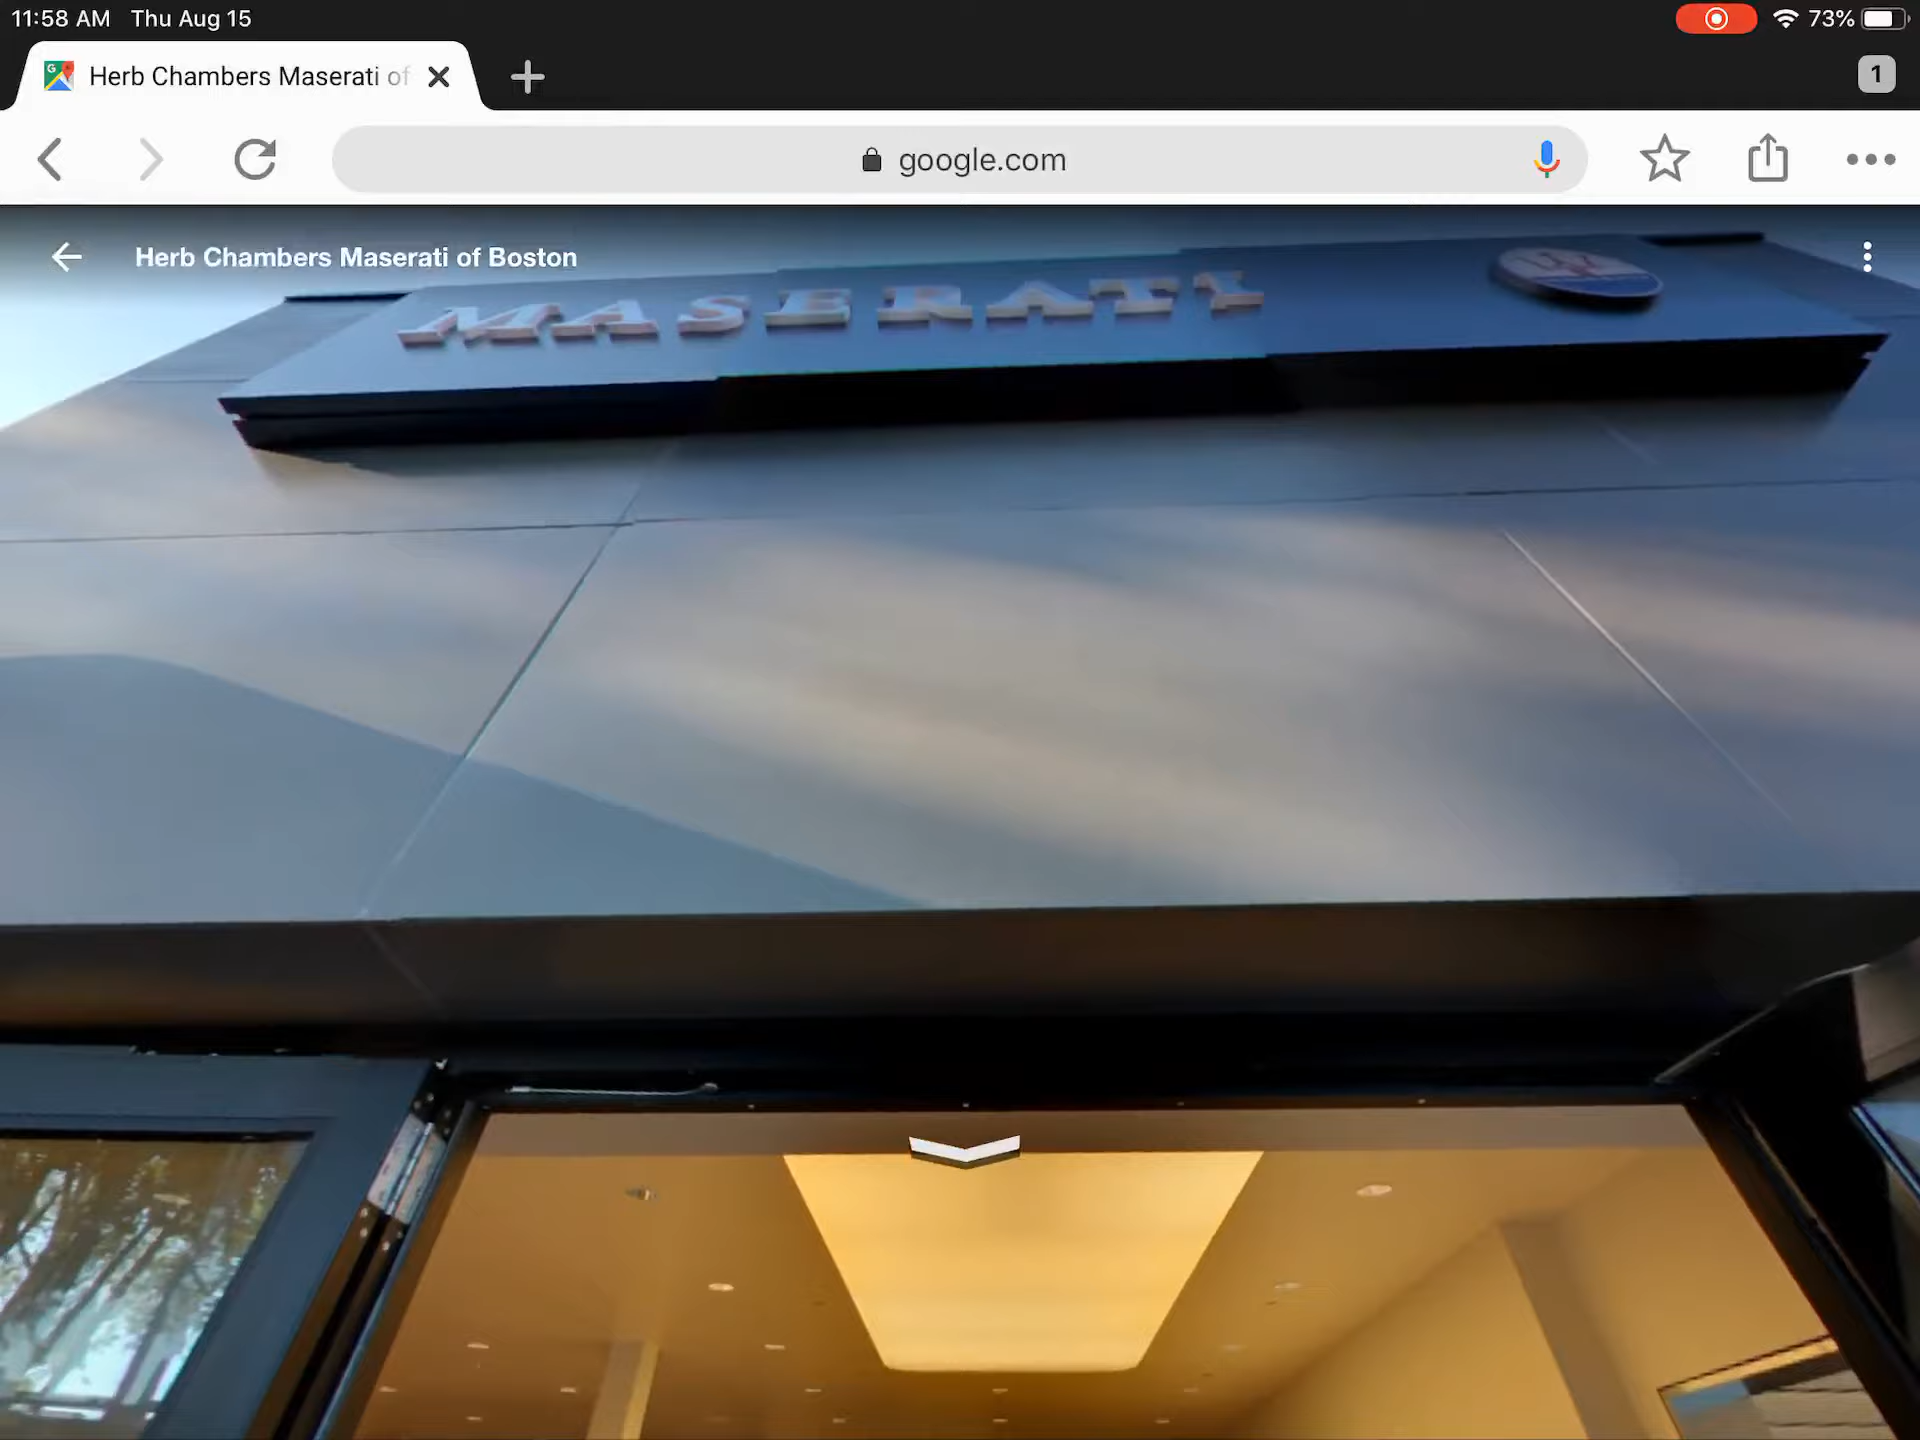 11:58 AM Thu Aug 15
73%
Herb Chambers Maserati of
1
google.com
Herb Chambers Maserati of Boston
MASERATI